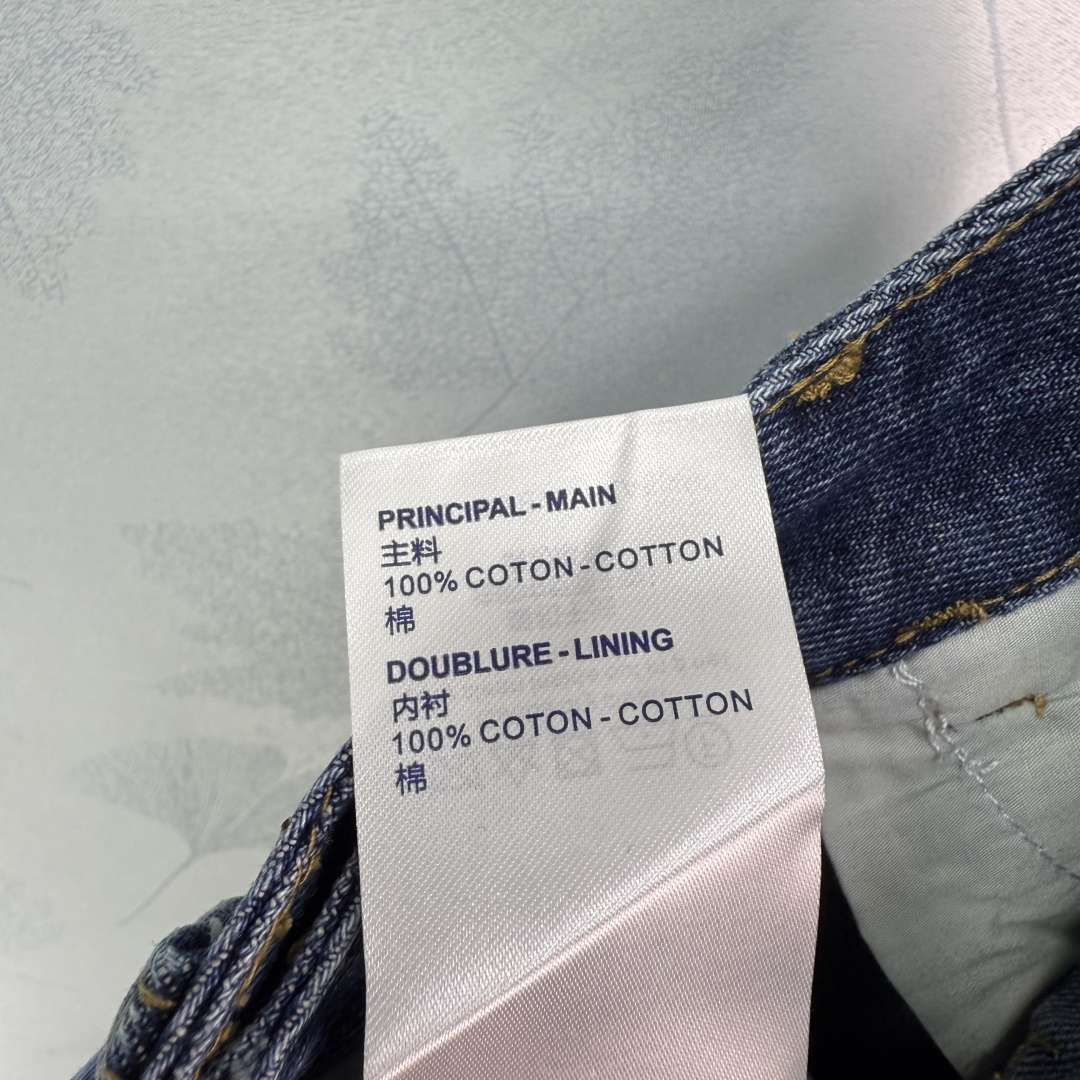 PRINCIPAL - MAIN
主料
100% COTON - COTTON
棉
DOUBLURE - LINING
内衬
100% COTON - COTTON
棉